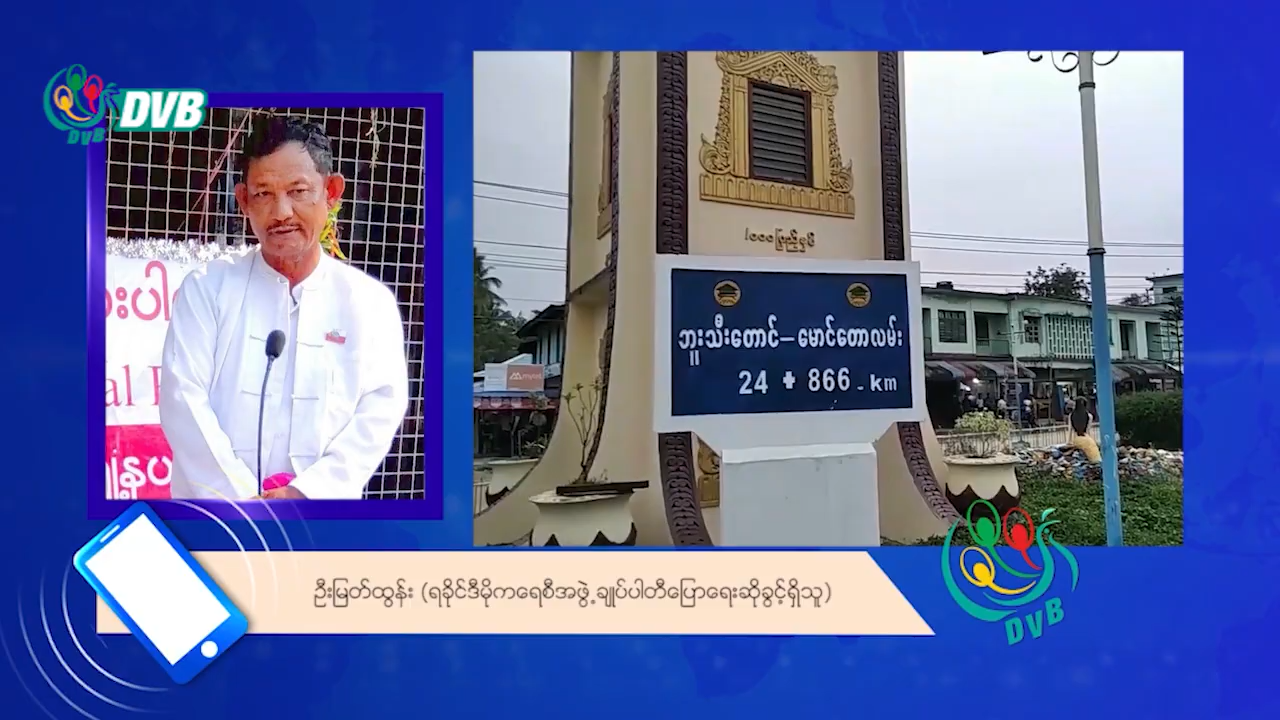 DVB
DVB
ဘူးသီးတောင်–မောင်တောလမ်း
24 + 866 - km
ဦးမြတ်ထွန်း (ရခိုင်ဒီမိုကရေစီအဖွဲ့ချုပ်ပါတီပြောရေးဆိုခွင့်ရှိသူ)
DVB